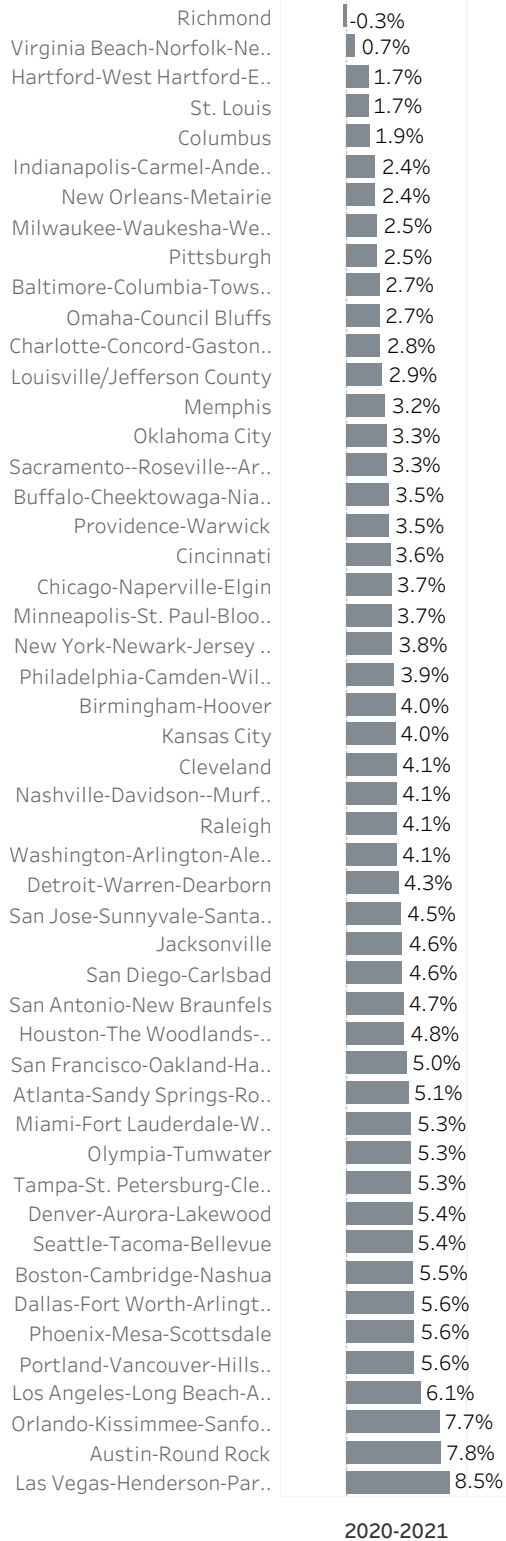 Richmond -0.3%
Virginia Beach-Norfolk-Ne.. 0.7%
Hartford-West Hartford-E.. 1.7%
St. Louis 1.7%
Columbus 1.9%
Indianapolis-Carmel-Ande.. 2.4%
New Orleans-Metairie 2.4%
Milwaukee-Waukesha-We.. 2.5%
Pittsburgh 2.5%
Baltimore-Columbia-Tows.. 2.7%
Omaha-Council Bluffs 2.7%
Charlotte-Concord-Gaston.. 2.8%
Louisville/Jefferson County 2.9%
Memphis 3.2%
Oklahoma City 3.3%
Sacramento--Roseville--Ar.. 3.3%
Buffalo-Cheektowaga-Nia.. 3.5%
Providence-Warwick 3.5%
Cincinnati 3.6%
Chicago-Naperville-Elgin 3.7%
Minneapolis-St. Paul-Bloo.. 3.7%
New York-Newark-Jersey .. 3.8%
Philadelphia-Camden-Wil.. 3.9%
Birmingham-Hoover 4.0%
Kansas City 4.0%
Cleveland 4.1%
Nashville-Davidson--Murf.. 4.1%
Raleigh 4.1%
Washington-Arlington-Ale.. 4.1%
Detroit-Warren-Dearborn 4.3%
San Jose-Sunnyvale-Santa.. 4.5%
Jacksonville 4.6%
San Diego-Carlsbad 4.6%
San Antonio-New Braunfels 4.7%
Houston-The Woodlands-.. 4.8%
San Francisco-Oakland-Ha.. 5.0%
Atlanta-Sandy Springs-Ro.. 5.1%
Miami-Fort Lauderdale-W.. 5.3%
Olympia-Tumwater 5.3%
Tampa-St. Petersburg-Cle.. 5.3%
Denver-Aurora-Lakewood 5.4%
Seattle-Tacoma-Bellevue 5.4%
Boston-Cambridge-Nashua 5.5%
Dallas-Fort Worth-Arlingt.. 5.6%
Phoenix-Mesa-Scottsdale 5.6%
Portland-Vancouver-Hills.. 5.6%
Los Angeles-Long Beach-A.. 6.1%
Orlando-Kissimmee-Sanfo.. 7.7%
Austin-Round Rock 7.8%
Las Vegas-Henderson-Par.. 8.5%
2020-2021